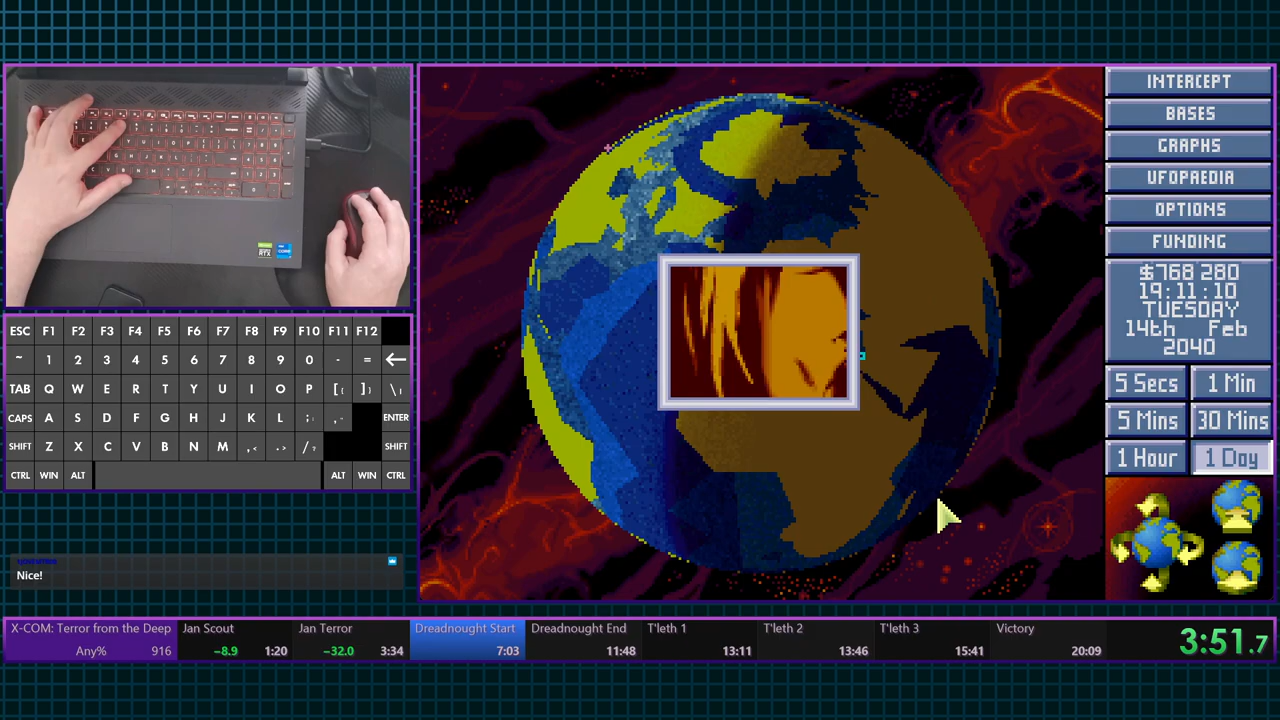 INTERCEPT
BASES
GRAPHS
UFOPAEDIA
OPTIONS
FUNDING
$768 280
19:11:10
TUESDAY
14th Feb
2040
5 Secs 1 Min
5 Mins 30 Mins
1 Hour 1 Day
ESC F1 F2 F3 F4 F5 F6 F7 F8 F9 F10 F11 F12
~ 1 2 3 4 5 6 7 8 9 0 - = ←
TAB Q W E R T Y U I O P [{ ]} \|
CAPS A S D F G H J K L ;: ,- ENTER
SHIFT Z X C V B N M ,< .> /? SHIFT
CTRL WIN ALT ALT WIN CTRL
Nice!
X-COM: Terror from the Deep Jan Scout Jan Terror Dreadnought Start Dreadnought End T'leth 1 T'leth 2 T'leth 3 Victory
Any% 916 −8.9 1:20 −32.0 3:34 7:03 11:48 13:11 13:46 15:41 20:09
3:51.7